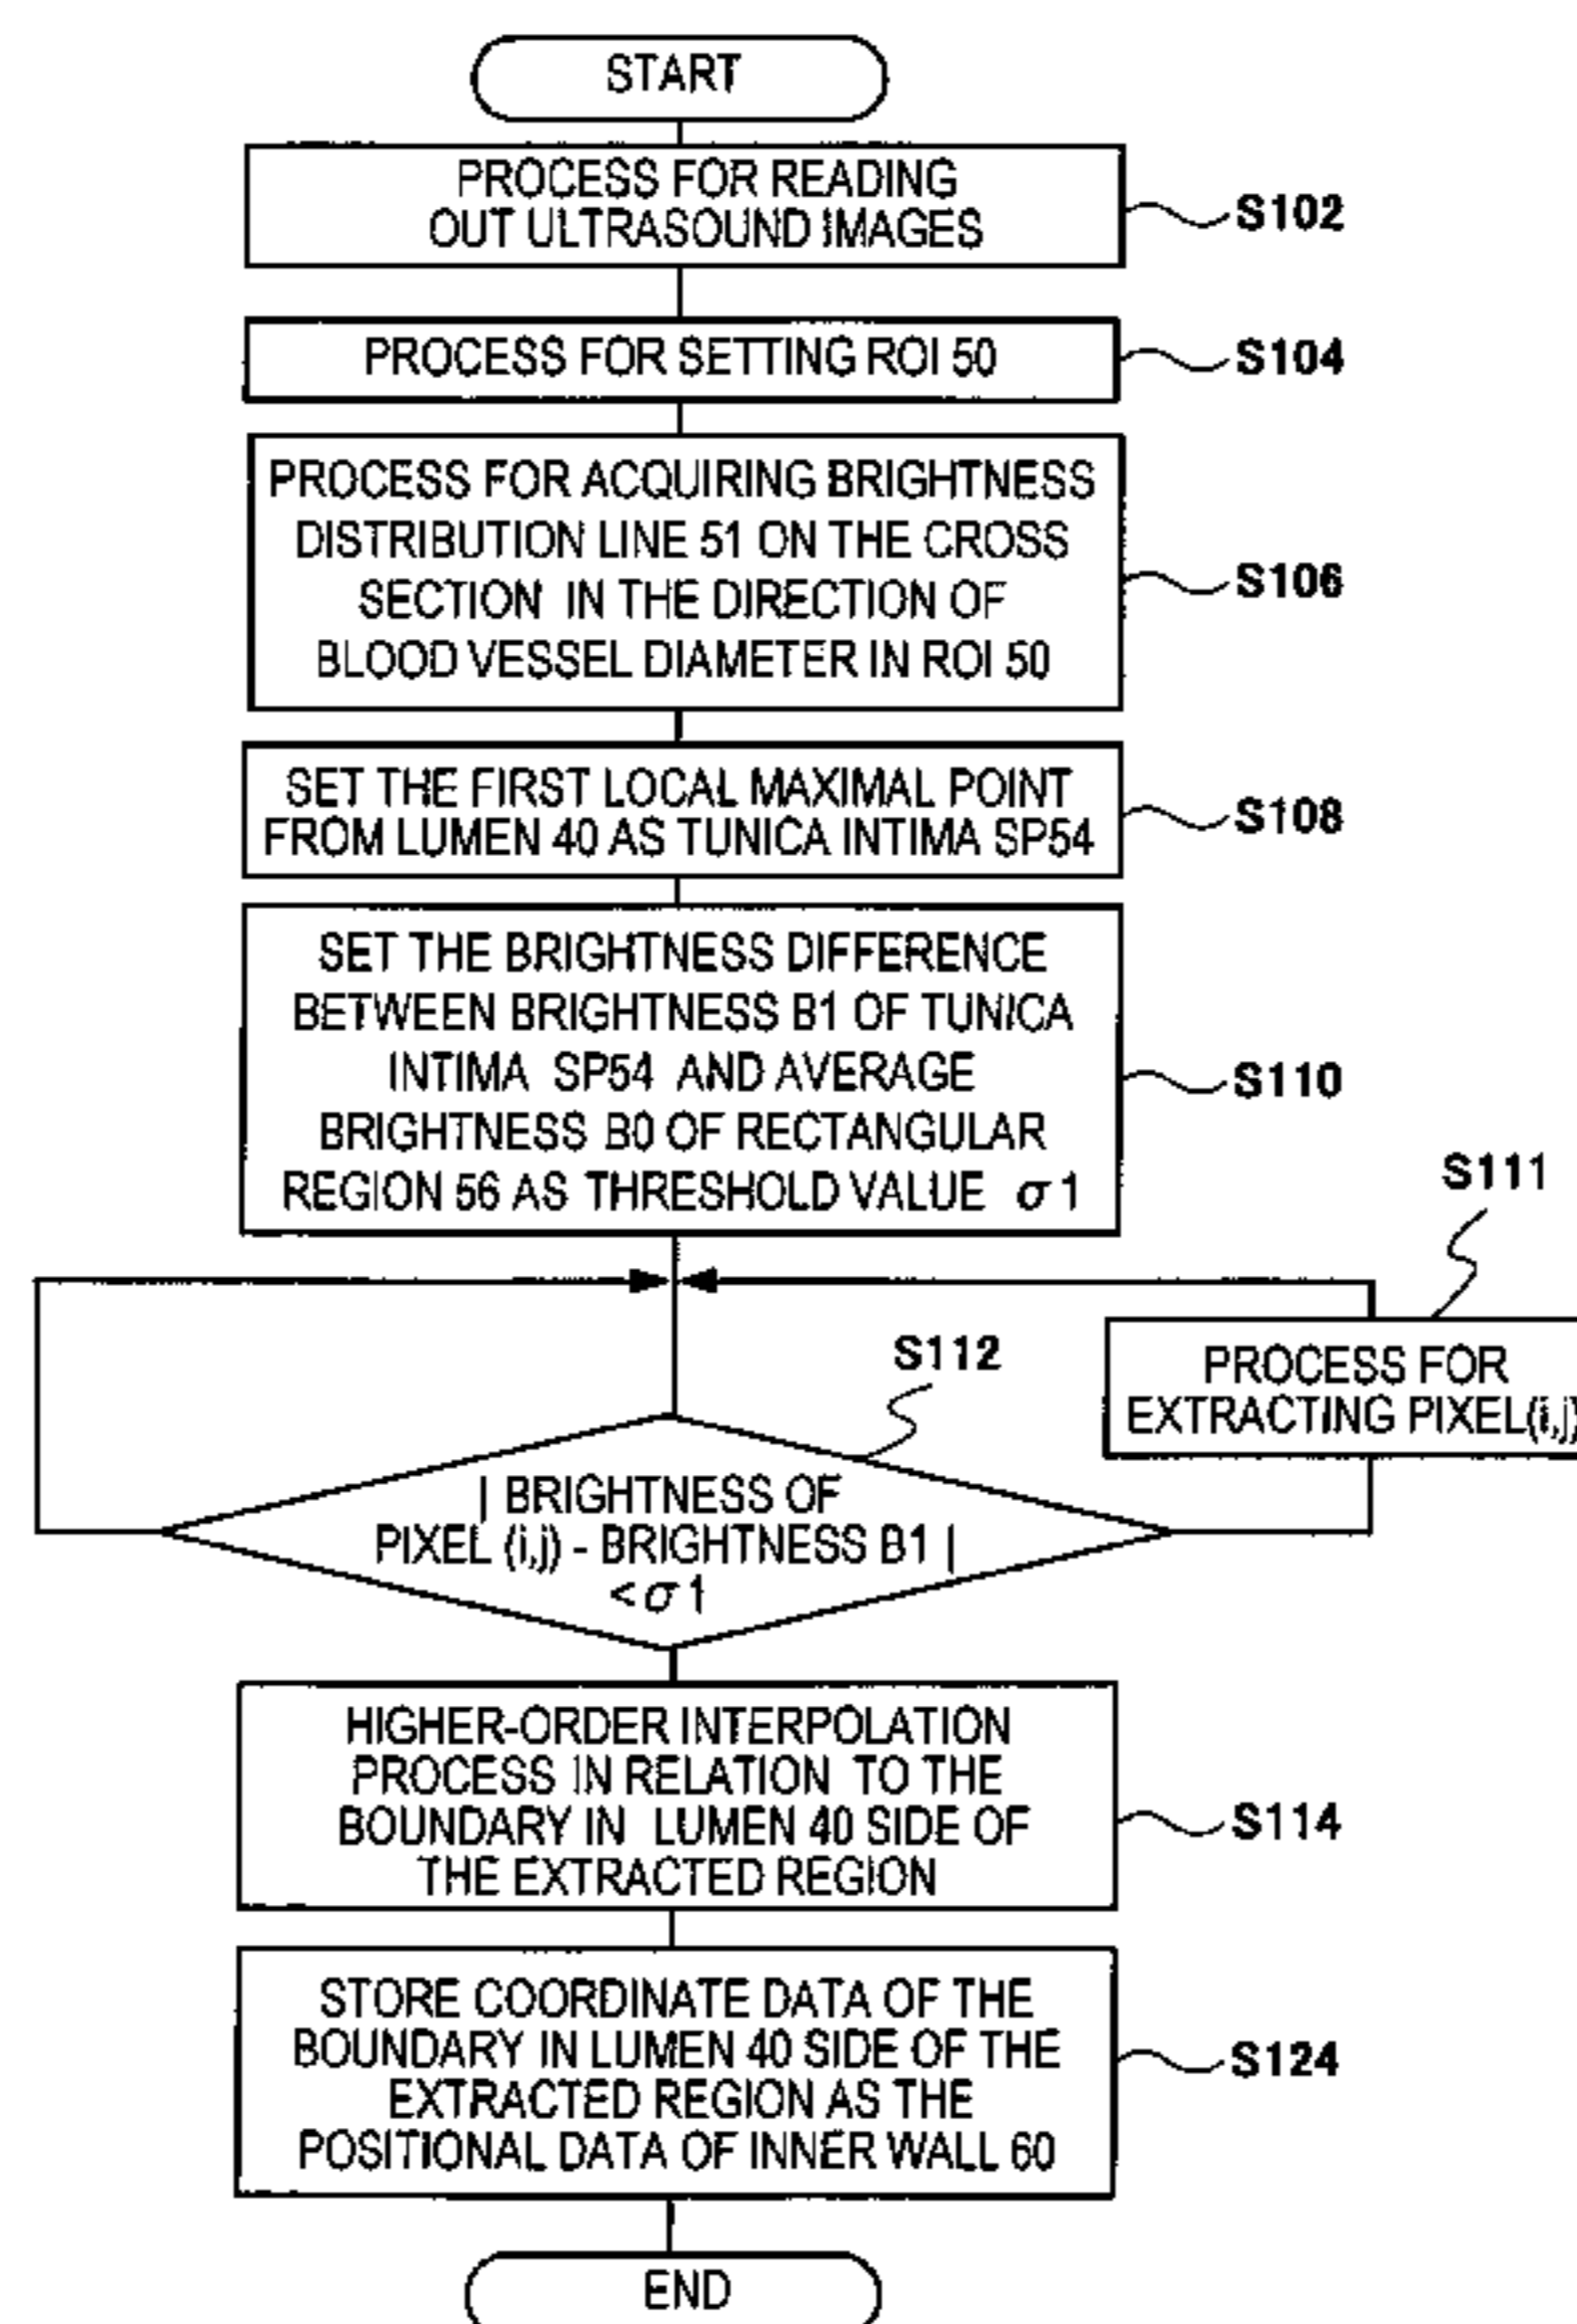 START
PROCESS FOR READING
OUT ULTRASOUND IMAGES
S102
PROCESS FOR SETTING ROI 50
S104
PROCESS FOR ACQUIRING BRIGHTNESS
DISTRIBUTION LINE 51 ON THE CROSS
SECTION IN THE DIRECTION OF
BLOOD VESSEL DIAMETER IN ROI 50
S106
SET THE FIRST LOCAL MAXIMAL POINT
FROM LUMEN 40 AS TUNICA INTIMA SP54
S108
SET THE BRIGHTNESS DIFFERENCE
BETWEEN BRIGHTNESS B1 OF TUNICA
INTIMA SP54 AND AVERAGE
BRIGHTNESS B0 OF RECTANGULAR
REGION 56 AS THRESHOLD VALUE σ1
S110
S111
PROCESS FOR
EXTRACTING PIXEL(i,j)
S112
| BRIGHTNESS OF
PIXEL (i,j) - BRIGHTNESS B1 |
< σ1
HIGHER-ORDER INTERPOLATION
PROCESS IN RELATION TO THE
BOUNDARY IN LUMEN 40 SIDE OF
THE EXTRACTED REGION
S114
STORE COORDINATE DATA OF THE
BOUNDARY IN LUMEN 40 SIDE OF THE
EXTRACTED REGION AS THE
POSITIONAL DATA OF INNER WALL 60
S124
END